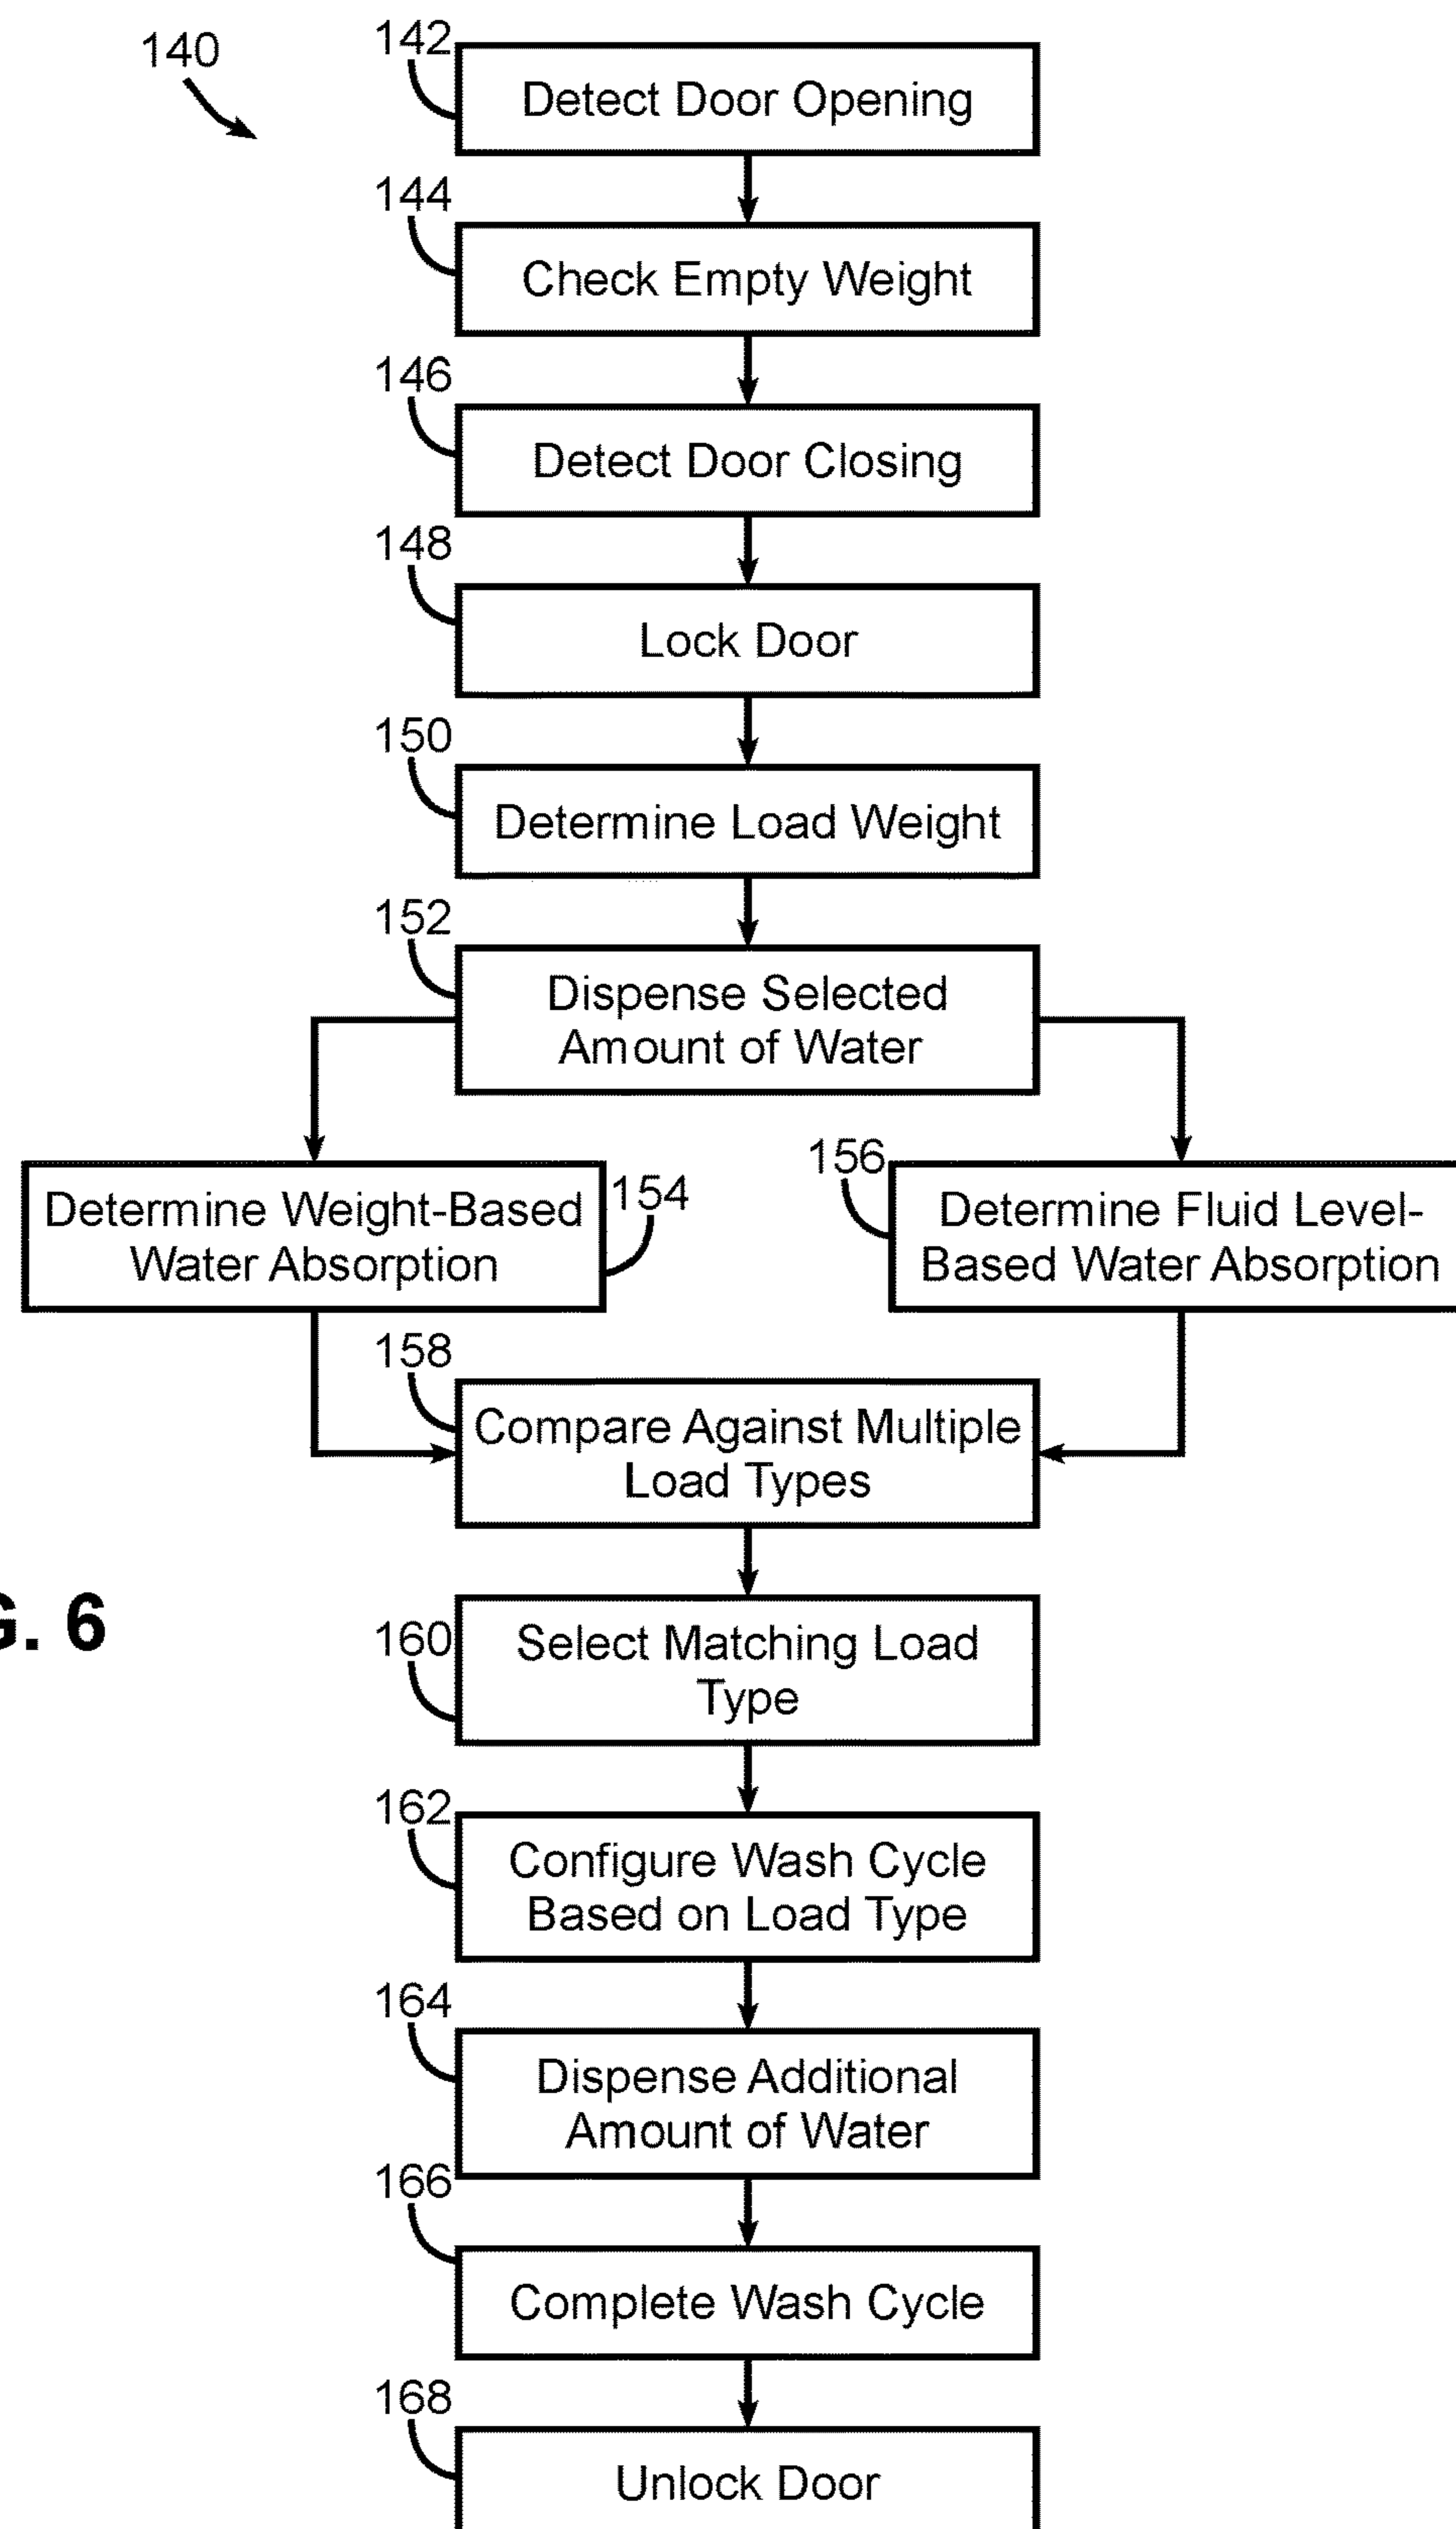 140
142
Detect Door Opening
144
Check Empty Weight
146
Detect Door Closing
148
Lock Door
150
Determine Load Weight
152
Dispense Selected
Amount of Water
154
Determine Weight-Based
Water Absorption
156
Determine Fluid Level-
Based Water Absorption
158
Compare Against Multiple
Load Types
G. 6
160
Select Matching Load
Type
162
Configure Wash Cycle
Based on Load Type
164
Dispense Additional
Amount of Water
166
Complete Wash Cycle
168
Unlock Door